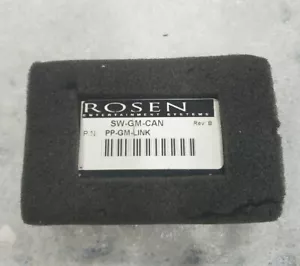 ROSEN
ENTERTAINMENT SYSTEMS
SW-GM-CAN Rev: B
P/N: PP-GM-LINK